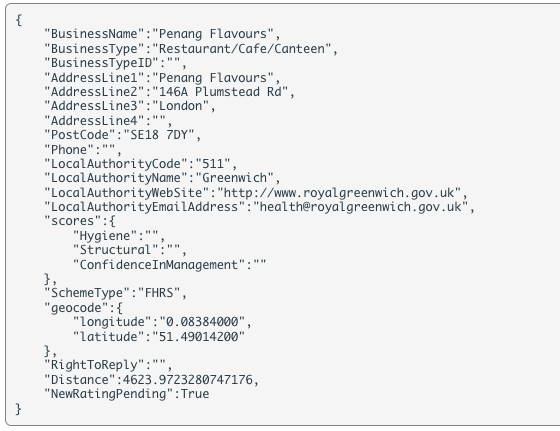 {
    "BusinessName":"Penang Flavours",
    "BusinessType":"Restaurant/Cafe/Canteen",
    "BusinessTypeID":"",
    "AddressLine1":"Penang Flavours",
    "AddressLine2":"146A Plumstead Rd",
    "AddressLine3":"London",
    "AddressLine4":"",
    "PostCode":"SE18 7DY",
    "Phone":"",
    "LocalAuthorityCode":"511",
    "LocalAuthorityName":"Greenwich",
    "LocalAuthorityWebSite":"http://www.royalgreenwich.gov.uk",
    "LocalAuthorityEmailAddress":"health@royalgreenwich.gov.uk",
    "scores":{
        "Hygiene":"",
        "Structural":"",
        "ConfidenceInManagement":""
    },
    "SchemeType":"FHRS",
    "geocode":{
        "longitude":"0.08384000",
        "latitude":"51.49014200"
    },
    "RightToReply":"",
    "Distance":4623.9723280747176,
    "NewRatingPending":True
}